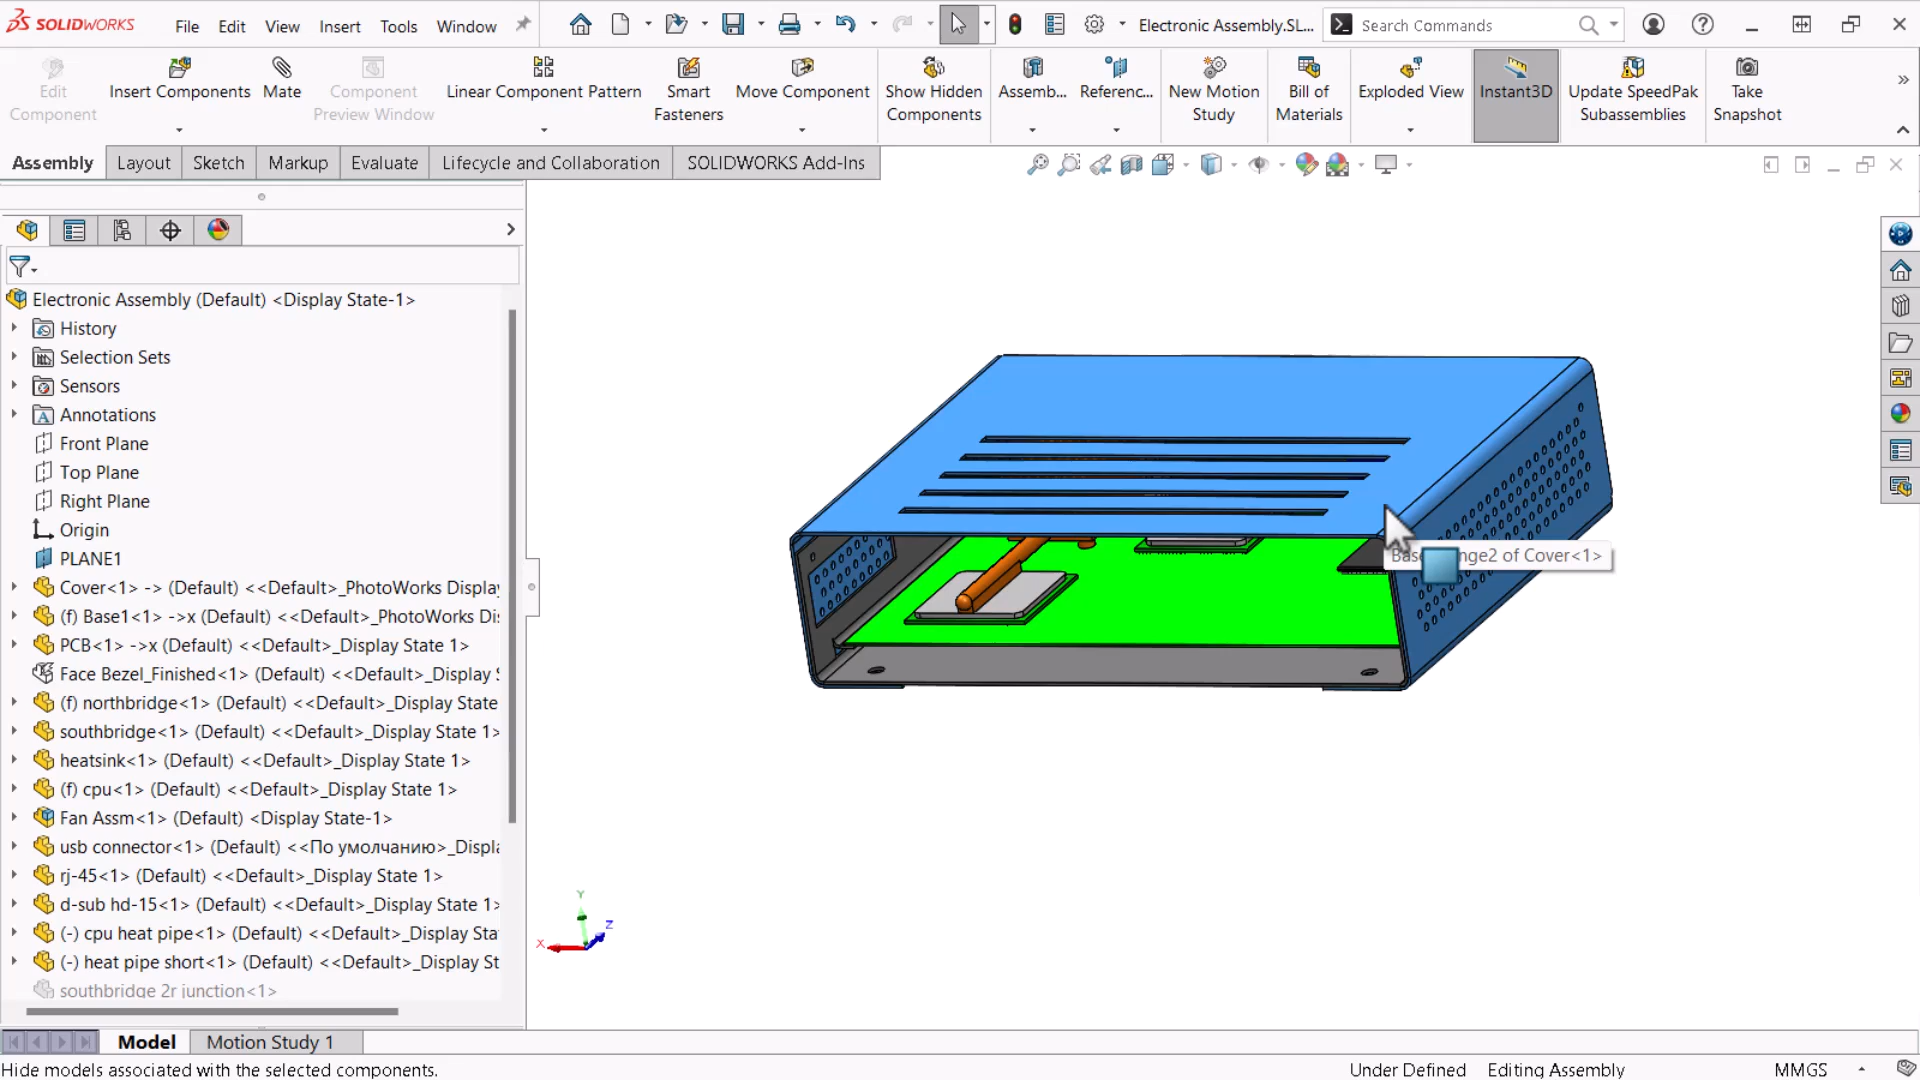 SOLIDWORKS File Edit View Insert Tools Window Electronic Assembly.SL... Search Commands
Edit Component
Insert Components
Mate
Component Preview Window
Linear Component Pattern
Smart Fasteners
Move Component
Show Hidden Components
Assemb...
Referenc...
New Motion Study
Bill of Materials
Exploded View
Instant3D
Update SpeedPak Subassemblies
Take Snapshot
Assembly Layout Sketch Markup Evaluate Lifecycle and Collaboration SOLIDWORKS Add-Ins
Electronic Assembly (Default) <Display State-1>
History
Selection Sets
Sensors
Annotations
Front Plane
Top Plane
Right Plane
Origin
PLANE1
Cover<1> -> (Default) <<Default>_PhotoWorks Display
(f) Base1<1> ->x (Default) <<Default>_PhotoWorks Di
PCB<1> ->x (Default) <<Default>_Display State 1>
Face Bezel_Finished<1> (Default) <<Default>_Display S
(f) northbridge<1> (Default) <<Default>_Display State
southbridge<1> (Default) <<Default>_Display State 1>
heatsink<1> (Default) <<Default>_Display State 1>
(f) cpu<1> (Default) <<Default>_Display State 1>
Fan Assm<1> (Default) <Display State-1>
usb connector<1> (Default) <<По умолчанию>_Displa
rj-45<1> (Default) <<Default>_Display State 1>
d-sub hd-15<1> (Default) <<Default>_Display State 1>
(-) cpu heat pipe<1> (Default) <<Default>_Display Sta
(-) heat pipe short<1> (Default) <<Default>_Display St
southbridge 2r junction<1>
of Cover<1>
Y
X
Z
Model Motion Study 1
Hide models associated with the selected components. Under Defined Editing Assembly MMGS